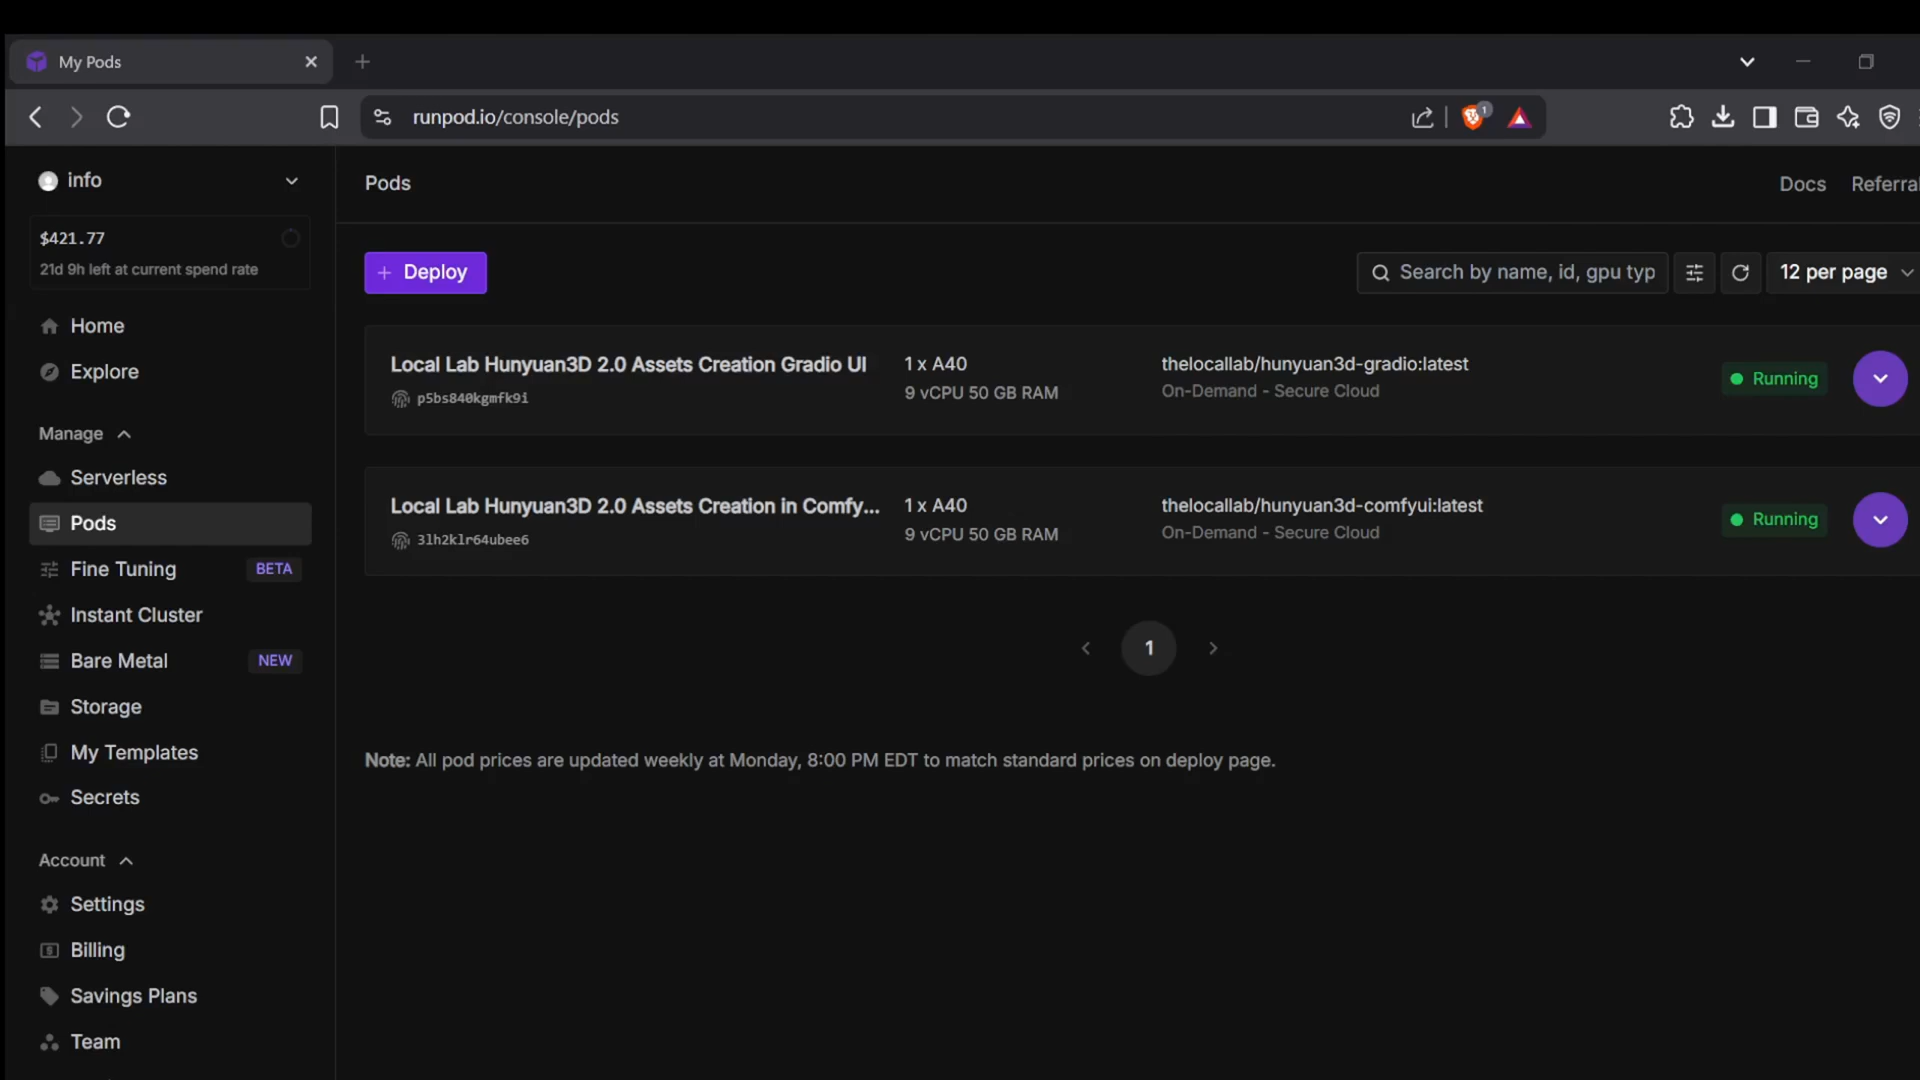 My Pods
runpod.io/console/pods
1
info
$421.77
21d 9h left at current spend rate
Home
Explore
Manage
Serverless
Pods
Fine Tuning BETA
Instant Cluster
Bare Metal NEW
Storage
My Templates
Secrets
Account
Settings
Billing
Savings Plans
Team
Pods
Docs Referral
+ Deploy
Search by name, id, gpu typ
12 per page
Local Lab Hunyuan3D 2.0 Assets Creation Gradio UI
p5bs840kgmfk9i
1 x A40
9 vCPU 50 GB RAM
thelocallab/hunyuan3d-gradio:latest
On-Demand - Secure Cloud
Running
Local Lab Hunyuan3D 2.0 Assets Creation in Comfy...
3lh2klr64ubee6
1 x A40
9 vCPU 50 GB RAM
thelocallab/hunyuan3d-comfyui:latest
On-Demand - Secure Cloud
Running
1
Note: All pod prices are updated weekly at Monday, 8:00 PM EDT to match standard prices on deploy page.